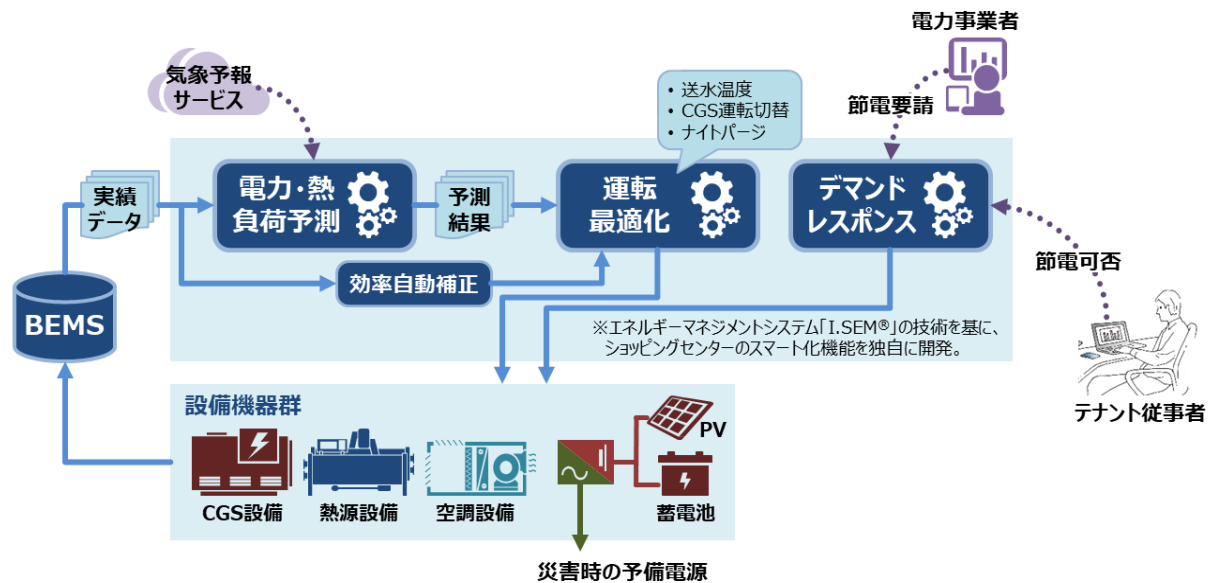 電力事業者
気象予報
サービス
節電要請
・送水温度
・CGS運転切替
・ナイトパージ
実績
データ
電力・熱
負荷予測
予測
結果
運転
最適化
デマンド
レスポンス
節電可否
効率自動補正
BEMS
※エネルギーマネジメントシステム「I.SEM®」の技術を基に、
ショッピングセンターのスマート化機能を独自に開発。
テナント従事者
設備機器群
PV
CGS設備
熱源設備
空調設備
蓄電池
災害時の予備電源